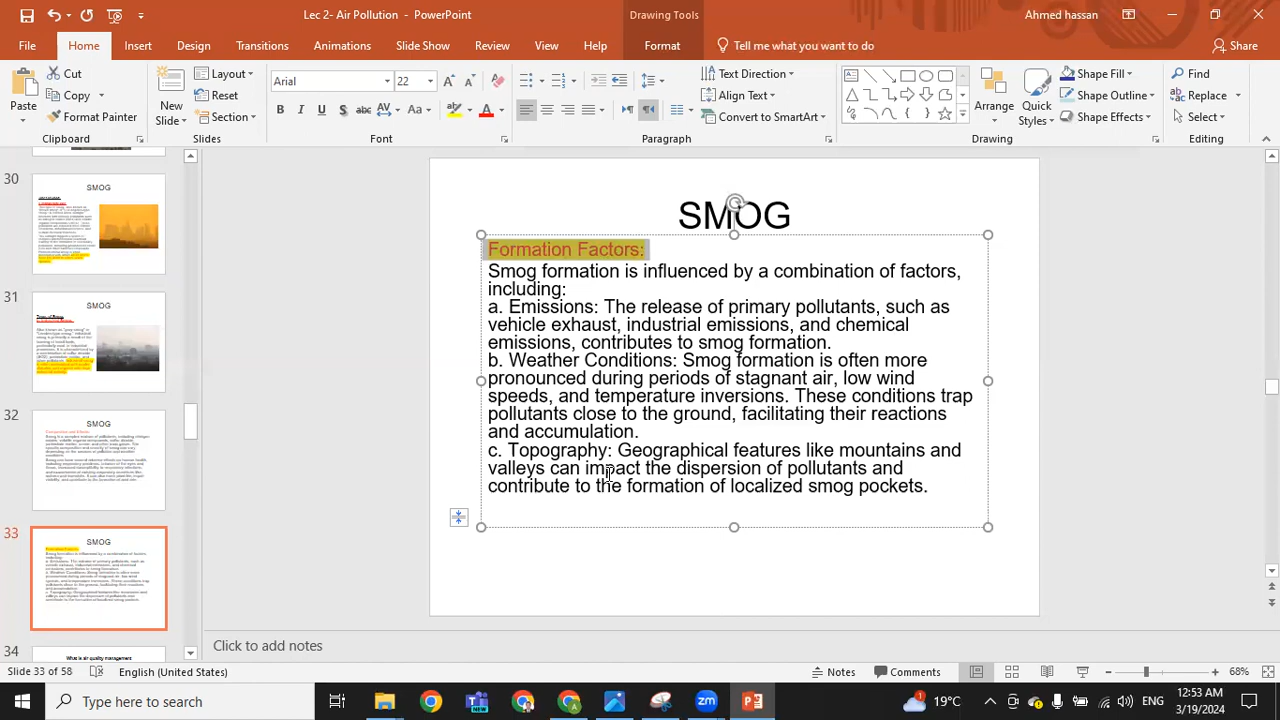 Lec 2- Air Pollution - PowerPoint
Drawing Tools
Ahmed hassan
File Home Insert Design Transitions Animations Slide Show Review View Help Format Tell me what you want to do Share
Paste
Cut
Copy
Format Painter
Clipboard
New Slide
Layout
Reset
Section
Slides
Arial 22
B I U S abc AV Aa A
Font
Text Direction
Align Text
Convert to SmartArt
Paragraph
Arrange
Quick Styles
Shape Fill
Shape Outline
Shape Effects
Drawing
Find
Replace
Select
Editing
30
SMOG
31
SMOG
32
SMOG
33
SMOG
34
What is air quality management
SMOG
Formation Factors:
Smog formation is influenced by a combination of factors,
including:
a. Emissions: The release of primary pollutants, such as
vehicle exhaust, industrial emissions, and chemical
emissions, contributes to smog formation.
b. Weather Conditions: Smog formation is often more
pronounced during periods of stagnant air, low wind
speeds, and temperature inversions. These conditions trap
pollutants close to the ground, facilitating their reactions
and accumulation.
c. Topography: Geographical features like mountains and
valleys can impact the dispersion of pollutants and
contribute to the formation of localized smog pockets.
Click to add notes
Slide 33 of 58 English (United States) Notes Comments 68%
Type here to search
19°C ENG
12:53 AM
3/19/2024